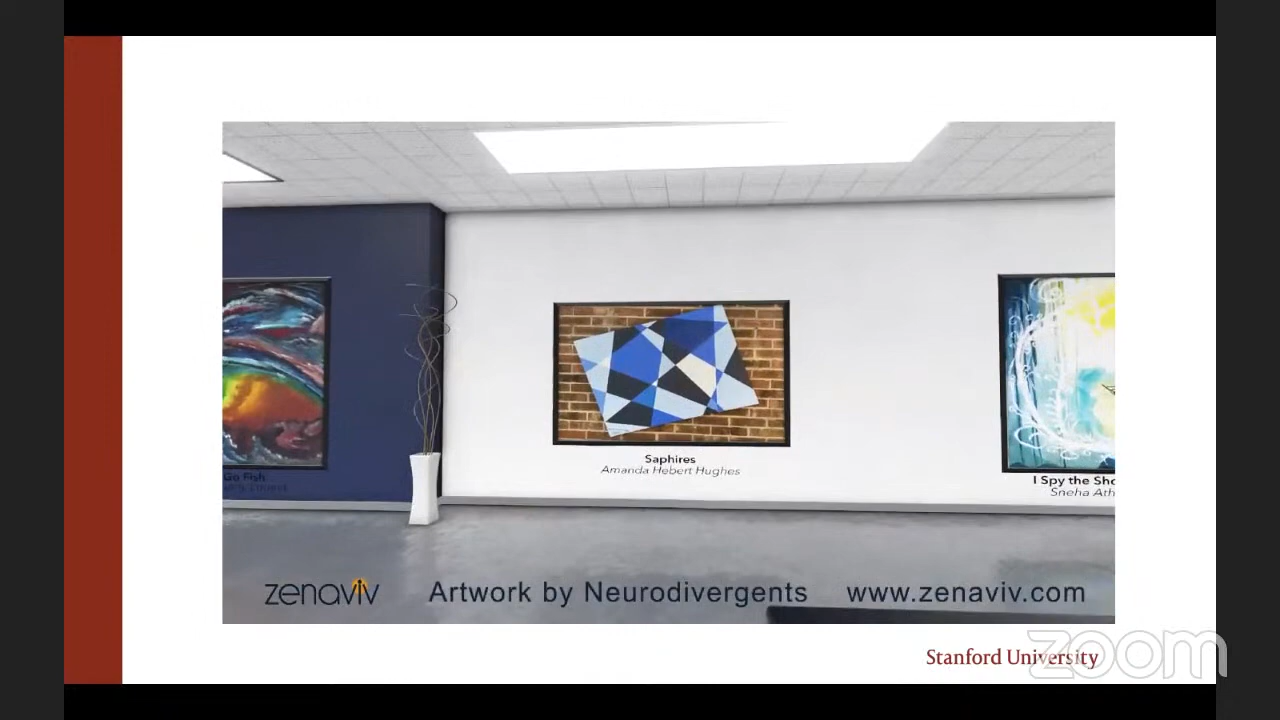 Saphires
Amanda Hebert Hughes
Go Fish
I Spy the Sho
Sneha Ath
zenaviv
Artwork by Neurodivergents
www.zenaviv.com
Stanford University
zoom